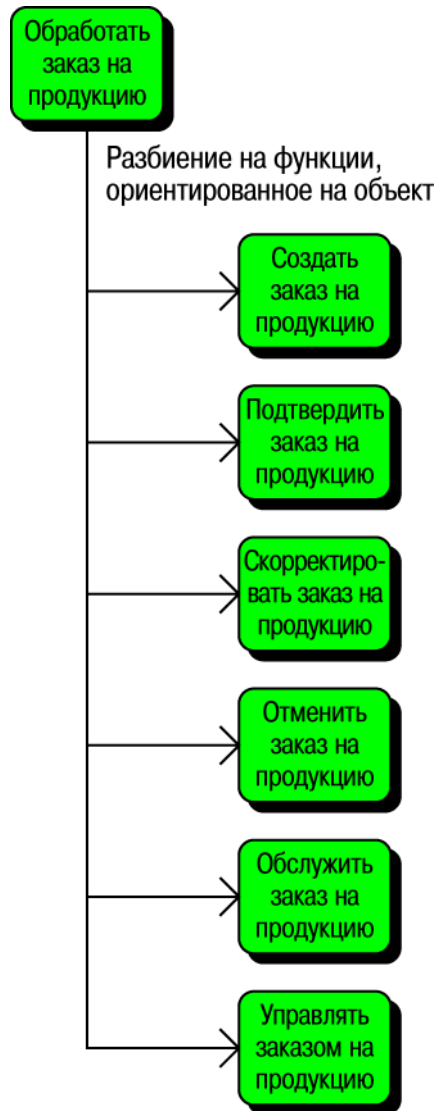 Обработать
заказ на
продукцию
Разбиение на функции,
ориентированное на объект
Создать
заказ на
продукцию
Подтвердить
заказ на
продукцию
Скорректиро-
вать заказ на
продукцию
Отменить
заказ на
продукцию
Обслужить
заказ на
продукцию
Управлять
заказом на
продукцию